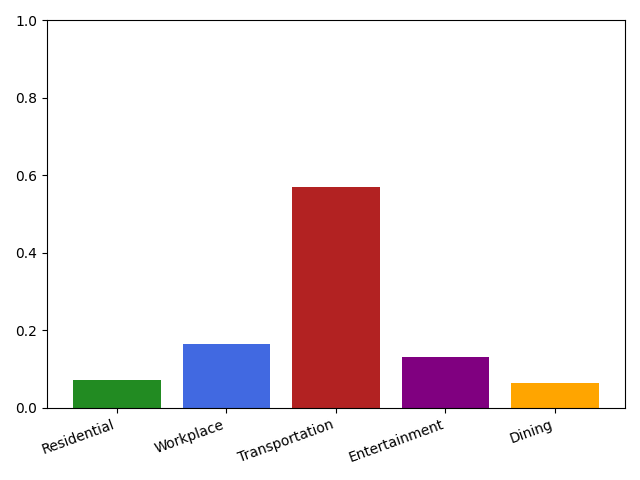 1.0
0.8
0.6
0.4
0.2
0.0
Residential
Workplace
Transportation
Entertainment
Dining